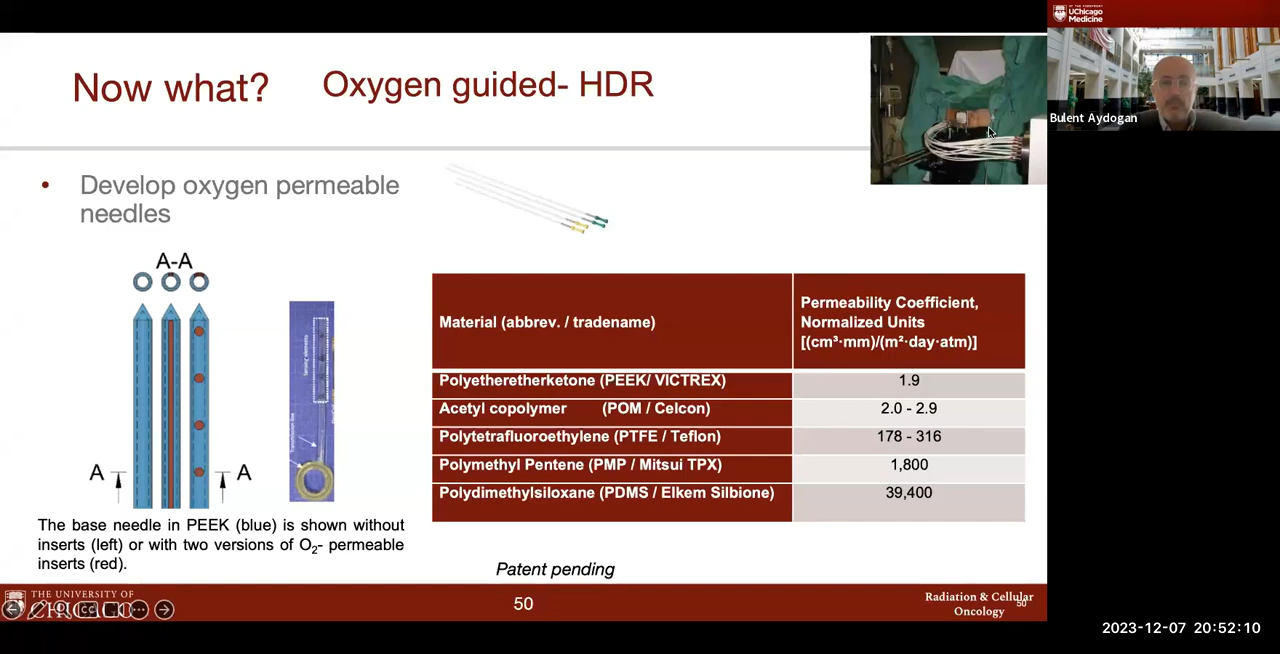 UChicago
Medicine
Bulent Aydogan
Now what?
Oxygen guided- HDR
• Develop oxygen permeable
needles
A-A
A
A
The base needle in PEEK (blue) is shown without
inserts (left) or with two versions of O₂- permeable
inserts (red).
Material (abbrev. / tradename)
Permeability Coefficient,
Normalized Units
[(cm³·mm)/(m²·day·atm)]
Polyetheretherketone (PEEK/ VICTREX) 1.9
Acetyl copolymer (POM / Celcon) 2.0 - 2.9
Polytetrafluoroethylene (PTFE / Teflon) 178 - 316
Polymethyl Pentene (PMP / Mitsui TPX) 1,800
Polydimethylsiloxane (PDMS / Elkem Silbione) 39,400
Patent pending
THE UNIVERSITY OF
CHICAGO
50
Radiation & Cellular
Oncology
50
2023-12-07 20:52:10